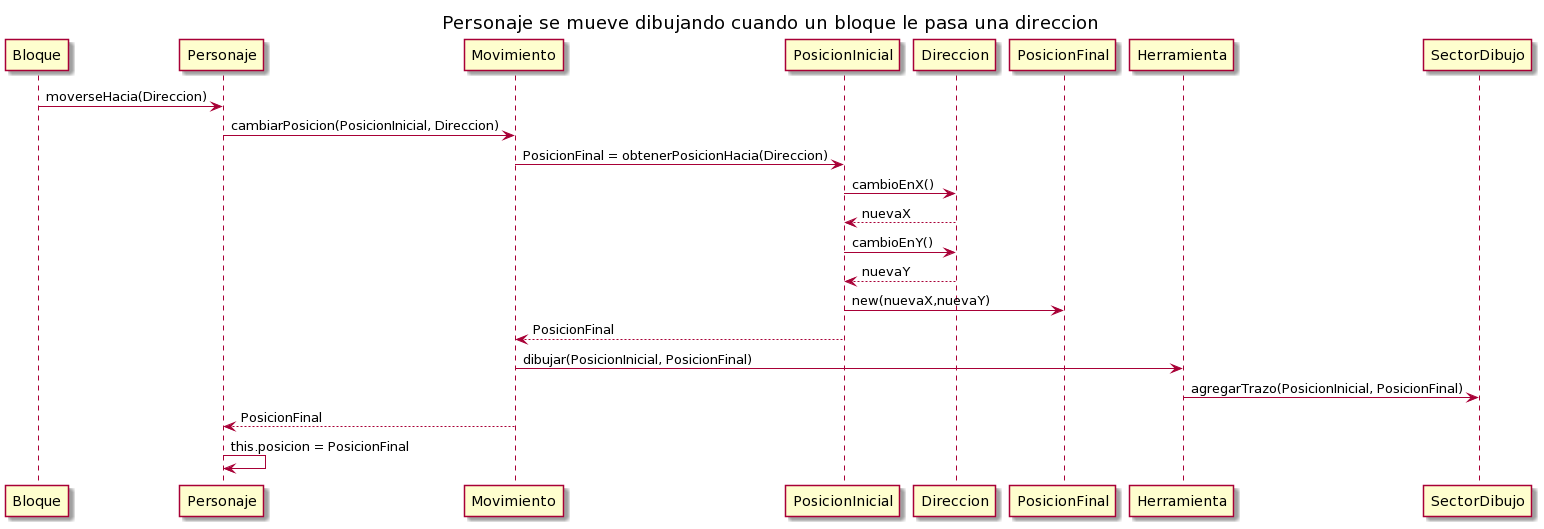 Personaje se mueve dibujando cuando un bloque le pasa una direccion
Bloque Personaje Movimiento PosicionInicial Direccion PosicionFinal Herramienta SectorDibujo
moverseHacia(Direccion)
cambiarPosicion(PosicionInicial, Direccion)
PosicionFinal = obtenerPosicionHacia(Direccion)
cambioEnX()
nuevaX
cambioEnY()
nuevaY
new(nuevaX,nuevaY)
PosicionFinal
dibujar(PosicionInicial, PosicionFinal)
agregarTrazo(PosicionInicial, PosicionFinal)
PosicionFinal
this.posicion = PosicionFinal
Bloque Personaje Movimiento PosicionInicial Direccion PosicionFinal Herramienta SectorDibujo